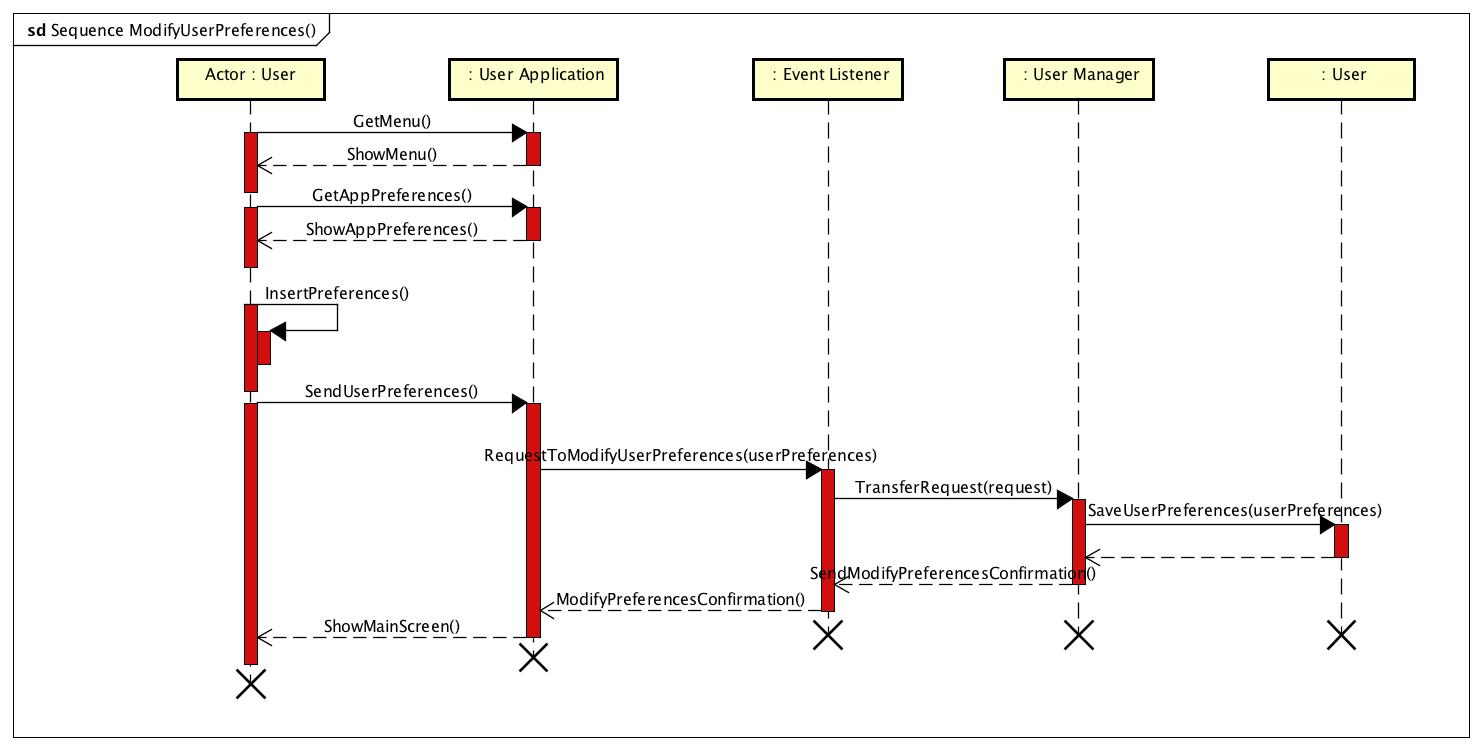 sd Sequence ModifyUserPreferences()
Actor : User
: User Application
: Event Listener
: User Manager
: User
GetMenu()
ShowMenu()
GetAppPreferences()
ShowAppPreferences()
InsertPreferences()
SendUserPreferences()
RequestToModifyUserPreferences(userPreferences)
TransferRequest(request)
SaveUserPreferences(userPreferences)
SendModifyPreferencesConfirmation()
ModifyPreferencesConfirmation()
ShowMainScreen()